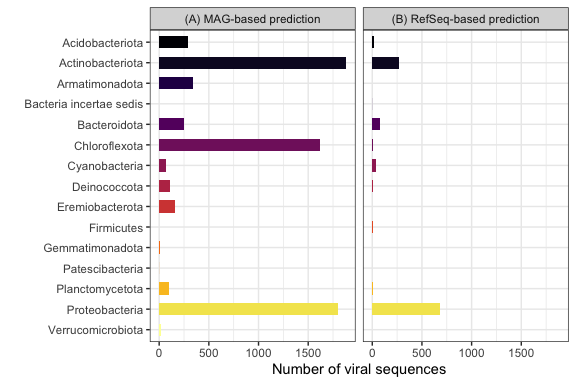 (A) MAG-based prediction
(B) RefSeq-based prediction
Acidobacteriota
Actinobacteriota
Armatimonadota
Bacteria incertae sedis
Bacteroidota
Chloroflexota
Cyanobacteria
Deinococcota
Eremiobacterota
Firmicutes
Gemmatimonadota
Patescibacteria
Planctomycetota
Proteobacteria
Verrucomicrobiota
0 500 1000 1500
0 500 1000 1500
Number of viral sequences